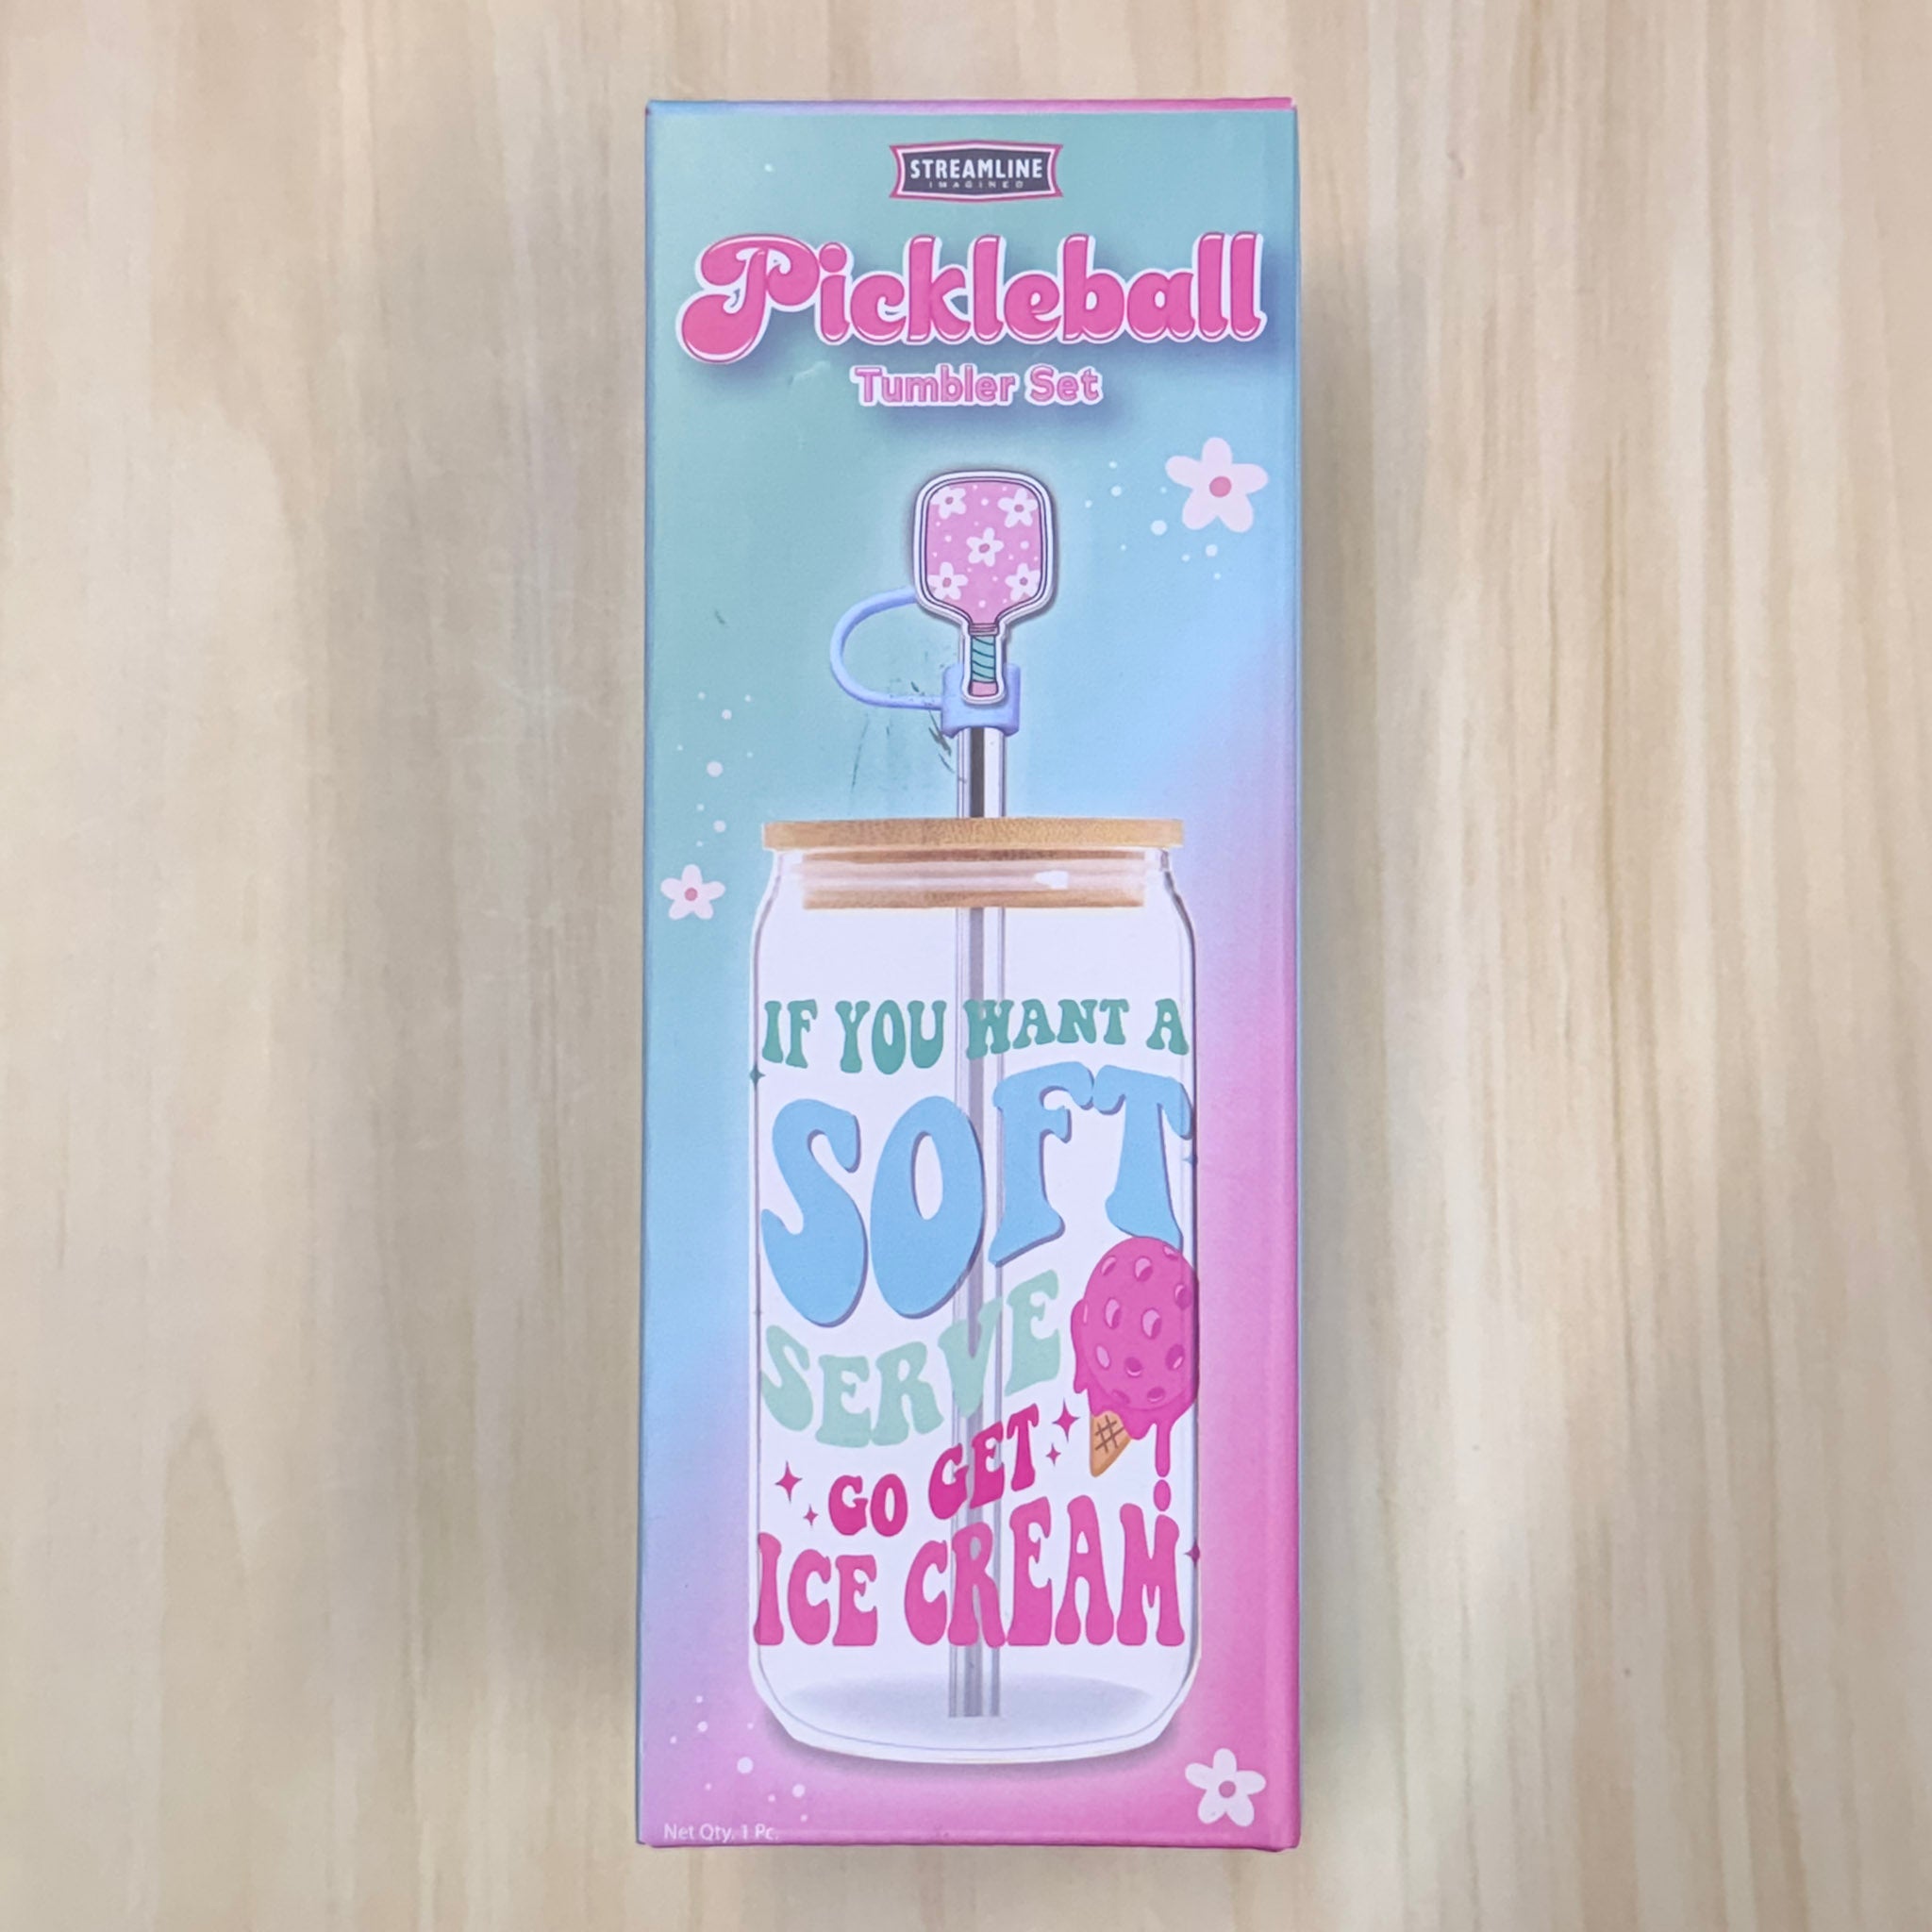 STREAMLINE
IMAGINED
Pickleball
Tumbler Set
IF YOU WANT A
SOFT
SERVE
GO GET
ICE CREAM
Net Qty. 1 Pc.